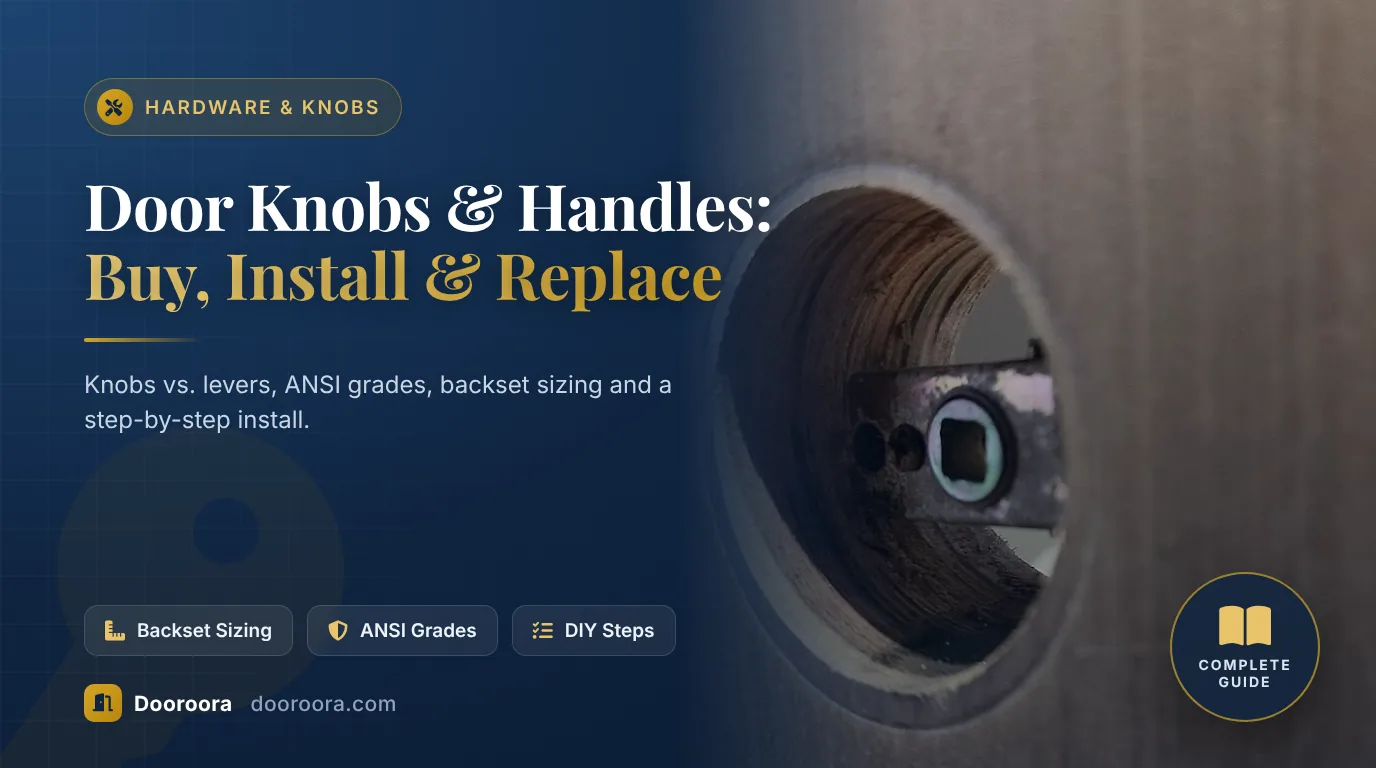 HARDWARE & KNOBS
Door Knobs & Handles:
Buy, Install & Replace
Knobs vs. levers, ANSI grades, backset sizing and a
step-by-step install.
Backset Sizing
ANSI Grades
DIY Steps
Dooroora
dooroora.com
COMPLETE
GUIDE